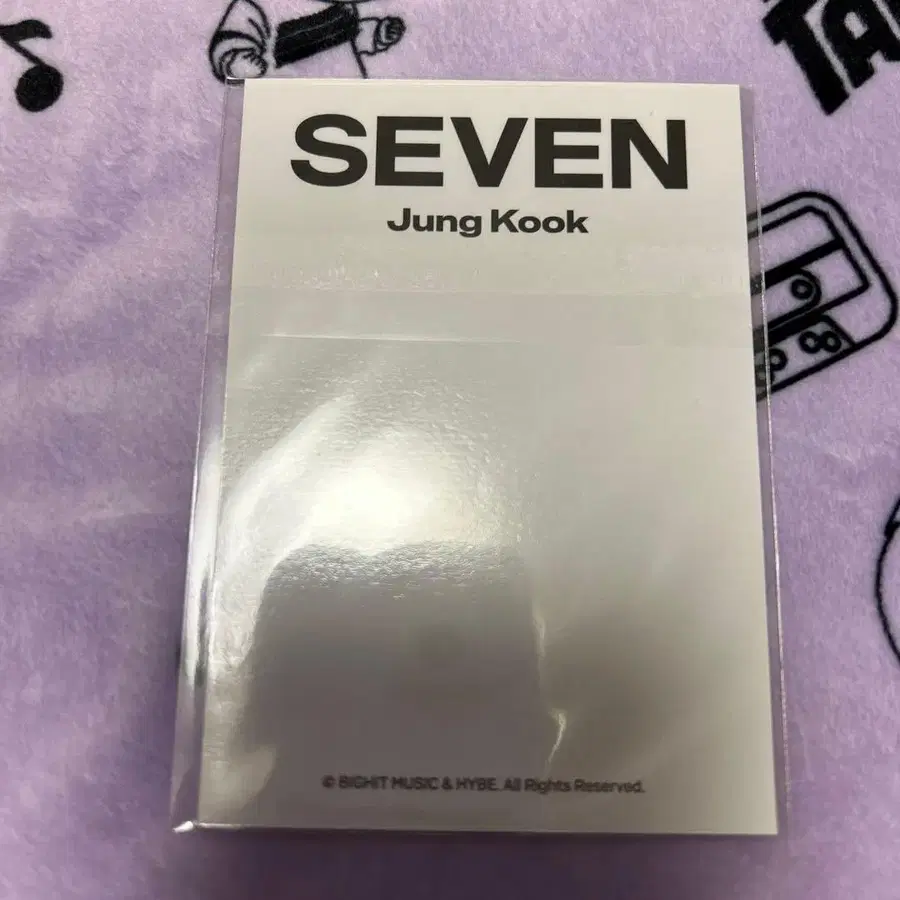 SEVEN
Jung Kook
© BIGHIT MUSIC & HYBE. All Rights Reserved.